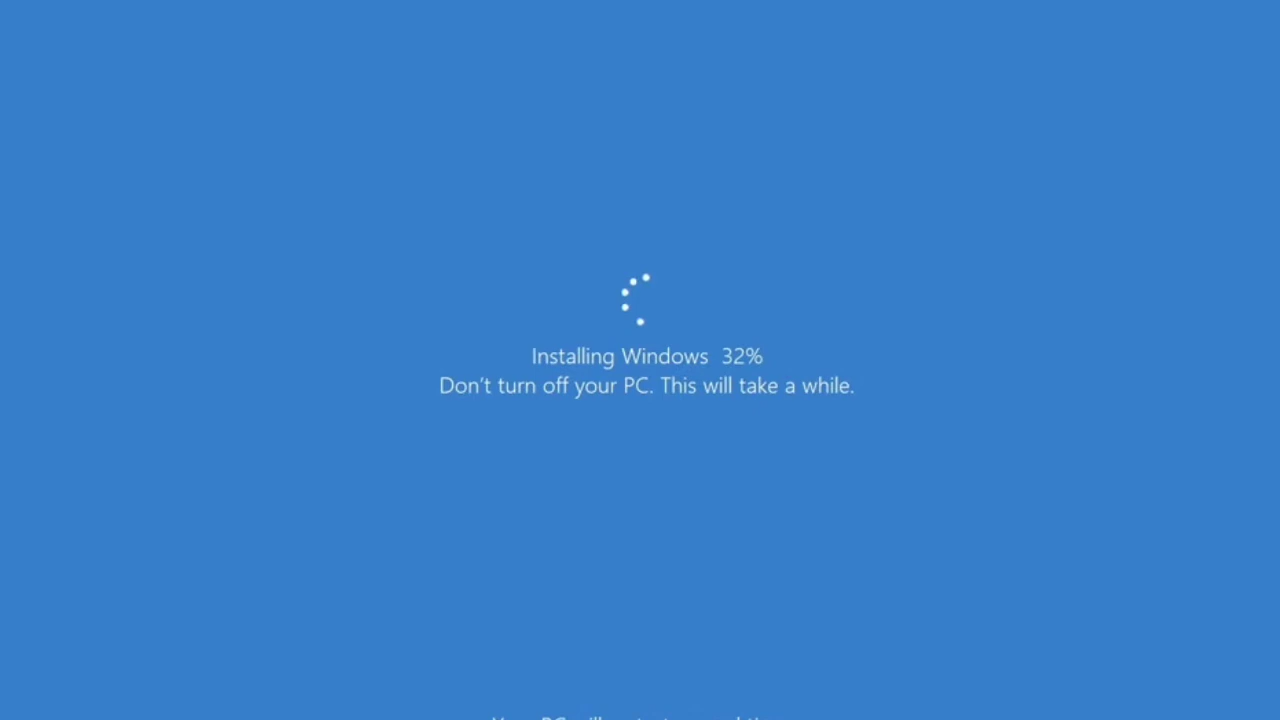 Installing Windows  32%
Don't turn off your PC. This will take a while.